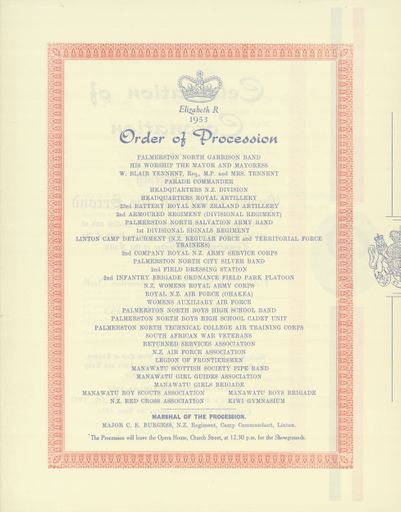 Elizabeth R
1953
Order of Procession
PALMERSTON NORTH GARRISON BAND
HIS WORSHIP THE MAYOR AND MAYORESS
W. BLAIR TENNENT, Esq., M.P. and MRS. TENNENT
PARADE COMMANDER
HEADQUARTERS N.Z. DIVISION
HEADQUARTERS ROYAL ARTILLERY
22nd BATTERY ROYAL NEW ZEALAND ARTILLERY
2nd ARMOURED REGIMENT (DIVISIONAL REGIMENT)
PALMERSTON NORTH SALVATION ARMY BAND
1st DIVISIONAL SIGNALS REGIMENT
LINTON CAMP DETACHMENT (N.Z. REGULAR FORCE and TERRITORIAL FORCE
TRAINEES)
2nd COMPANY ROYAL N.Z. ARMY SERVICE CORPS
PALMERSTON NORTH CITY SILVER BAND
2nd FIELD DRESSING STATION
2nd INFANTRY BRIGADE ORDNANCE FIELD PARK PLATOON
N.Z. WOMENS ROYAL ARMY CORPS
ROYAL N.Z. AIR FORCE (OHAKEA)
WOMENS AUXILIARY AIR FORCE
PALMERSTON NORTH BOYS HIGH SCHOOL BAND
PALMERSTON NORTH BOYS HIGH SCHOOL CADET UNIT
PALMERSTON NORTH TECHNICAL COLLEGE AIR TRAINING CORPS
SOUTH AFRICAN WAR VETERANS
RETURNED SERVICES ASSOCIATION
N.Z. AIR FORCE ASSOCIATION
LEGION OF FRONTIERSMEN
MANAWATU SCOTTISH SOCIETY PIPE BAND
MANAWATU GIRL GUIDES ASSOCIATION
MANAWATU GIRLS BRIGADE
MANAWATU BOY SCOUTS ASSOCIATION MANAWATU BOYS BRIGADE
N.Z. RED CROSS ASSOCIATION KIWI GYMNASIUM
MARSHAL OF THE PROCESSION.
MAJOR C. E. BURGESS, N.Z. Regiment, Camp Commandant, Linton.
The Procession will leave the Opera House, Church Street, at 12.30 p.m. for the Showgrounds.